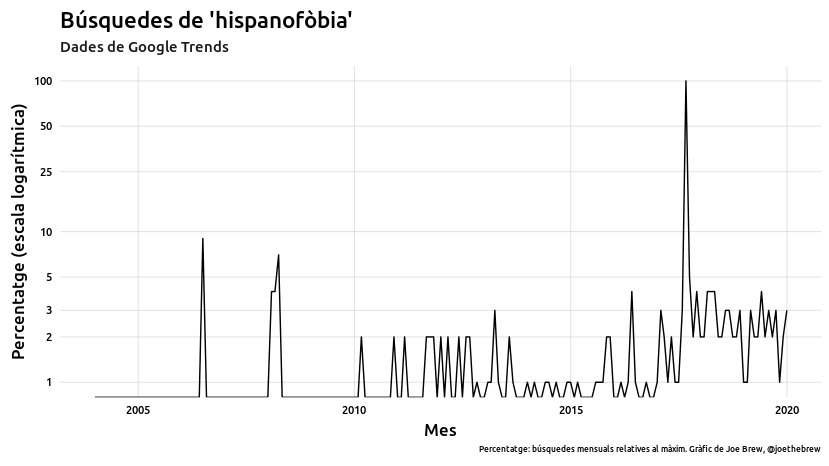 Búsquedes de 'hispanofòbia'
Dades de Google Trends
Percentatge (escala logarítmica)
100
50
25
10
5
3
2
1
2005
2010
2015
2020
Mes
Percentatge: búsquedes mensuals relatives al màxim. Gràfic de Joe Brew, @joethebrew